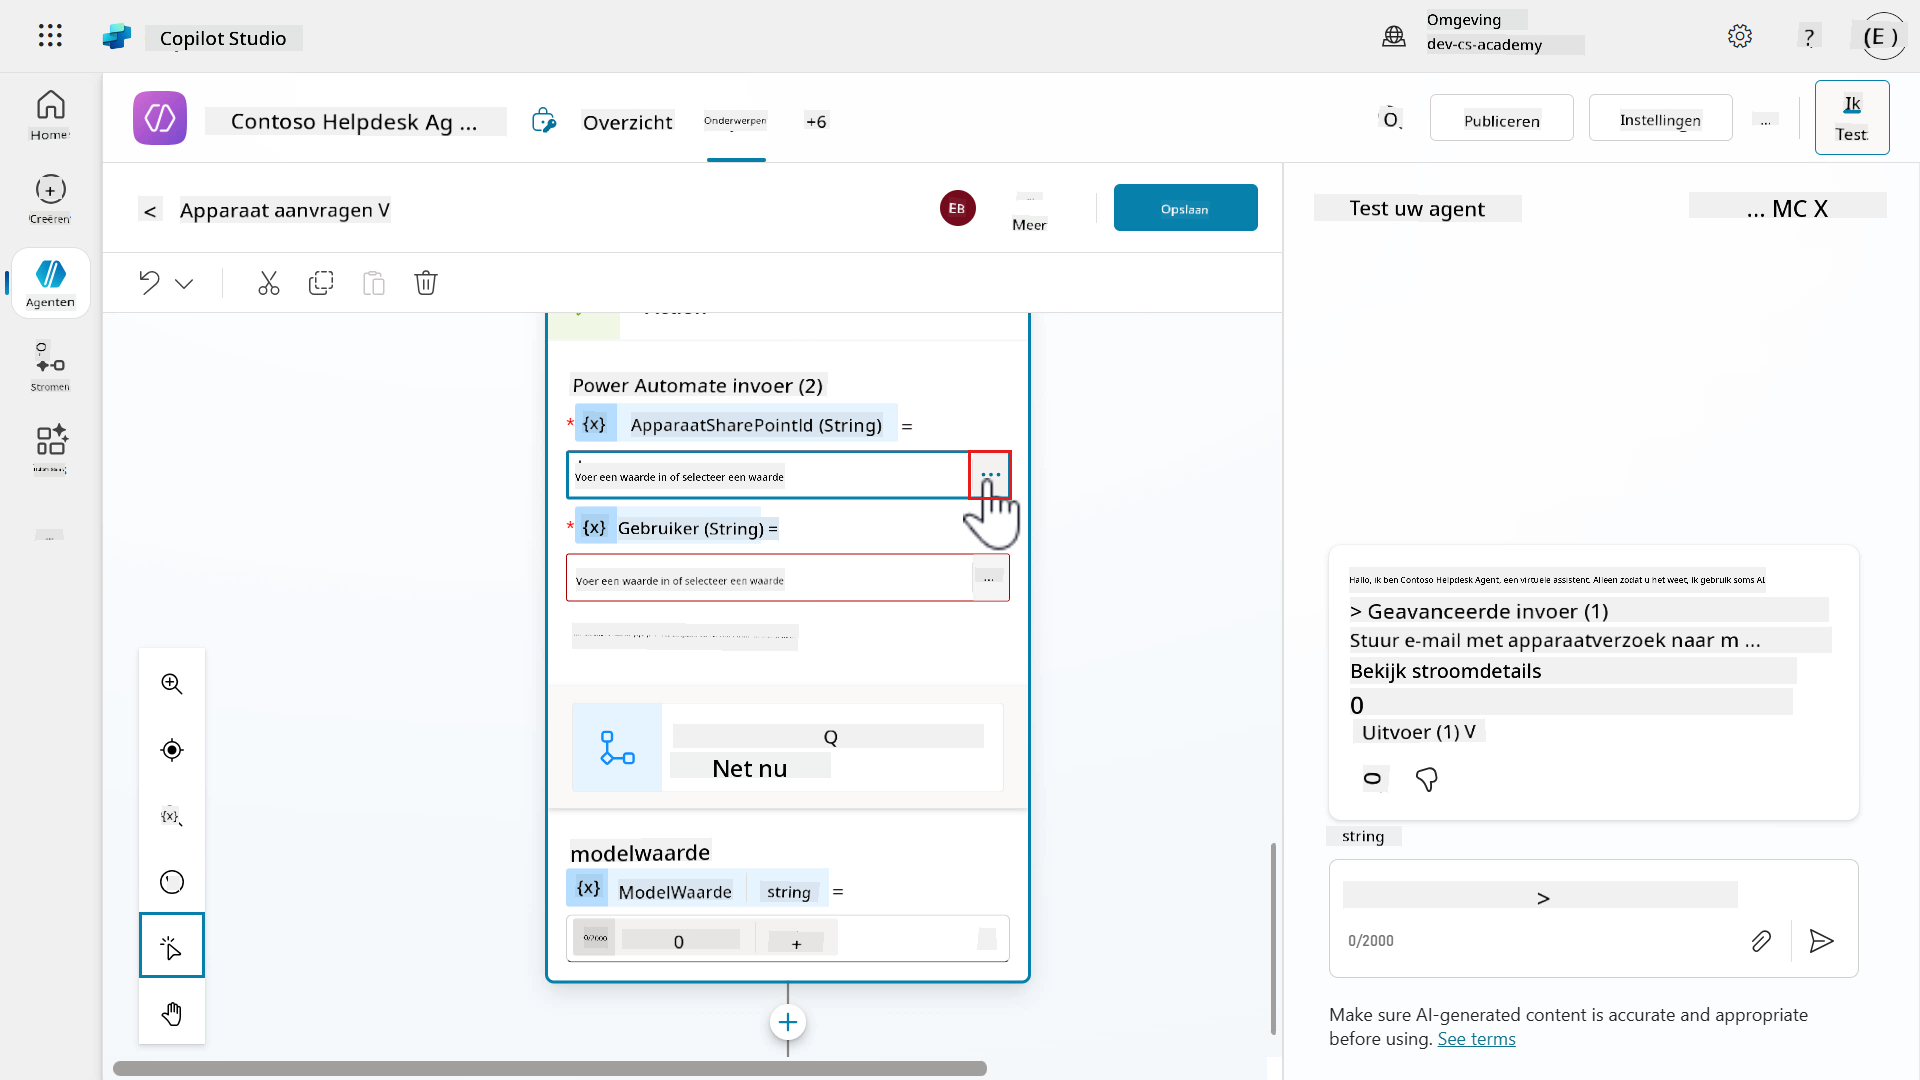 Copilot Studio
Omgeving
dev-cs-academy
?
(E )
Home
Creëren
Agenten
Stromen
Contoso Helpdesk Ag ...
Overzicht
Onderwerpen
+6
Publiceren
Instellingen
...
Ik
Test
< Apparaat aanvragen V
EB
Meer
Opslaan
Power Automate invoer (2)
* {x} ApparaatSharePointId (String) =
Voer een waarde in of selecteer een waarde
* {x} Gebruiker (String) =
Voer een waarde in of selecteer een waarde
...
Q
Net nu
modelwaarde
{x} ModelWaarde string =
0/2000 0 +
Test uw agent
... MC X
Hallo, ik ben Contoso Helpdesk Agent, een virtuele assistent. Alleen zodat u het weet, ik gebruik soms AI.
> Geavanceerde invoer (1)
Stuur e-mail met apparaatverzoek naar m ...
Bekijk stroomdetails
0
Uitvoer (1) V
string
>
0/2000
Make sure AI-generated content is accurate and appropriate
before using. See terms